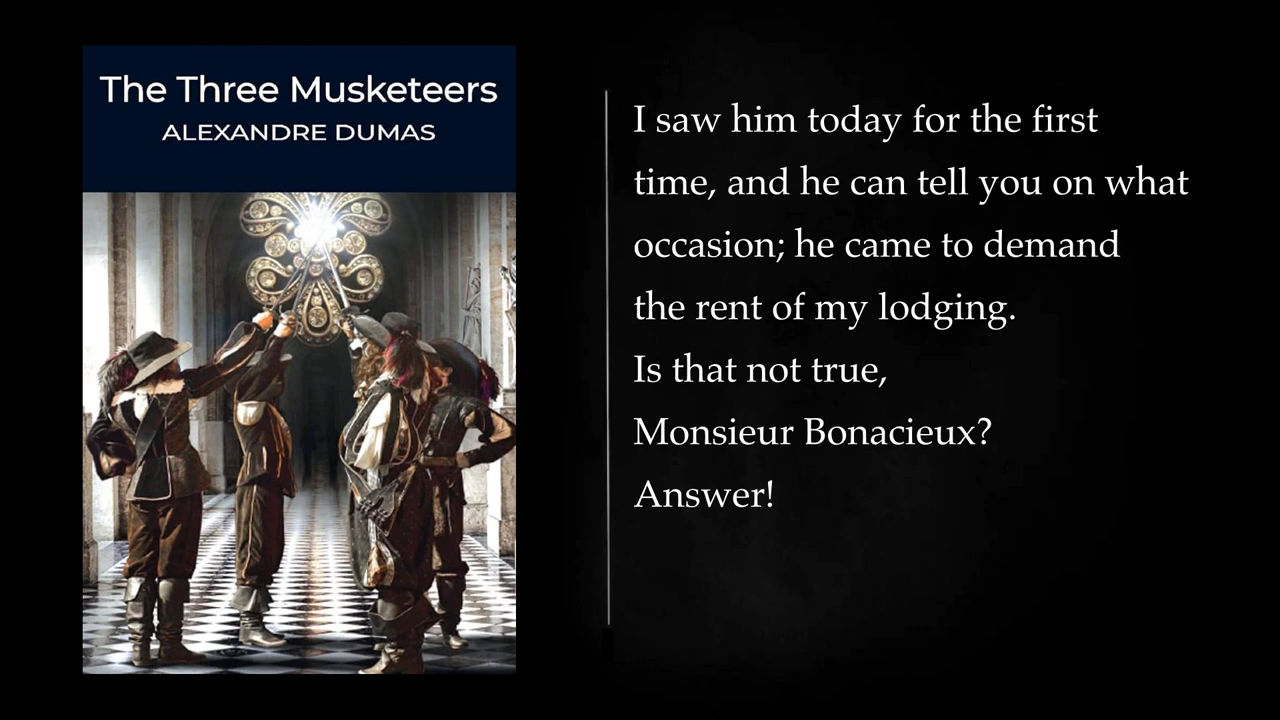 The Three Musketeers
ALEXANDRE DUMAS
I saw him today for the first
time, and he can tell you on what
occasion; he came to demand
the rent of my lodging.
Is that not true,
Monsieur Bonacieux?
Answer!